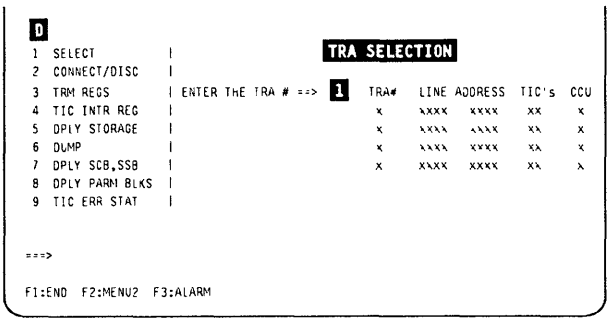 D
1 SELECT | TRA SELECTION
2 CONNECT/DISC |
3 TRM REGS | ENTER THE TRA # ==> 1 TRA# LINE ADDRESS TIC's CCU
4 TIC INTR REG | x xxxx xxxx xx x
5 DPLY STORAGE | x xxxx xxxx xx x
6 DUMP | x xxxx xxxx xx x
7 DPLY SCB,SSB | x xxxx xxxx xx x
8 DPLY PARM BLKS |
9 TIC ERR STAT |
===>
F1:END F2:MENU2 F3:ALARM